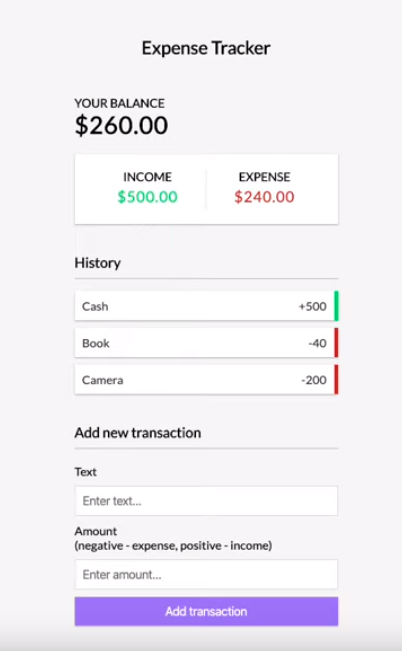 Expense Tracker
YOUR BALANCE
$260.00
INCOME EXPENSE
$500.00 $240.00
History
Cash +500
Book -40
Camera -200
Add new transaction
Text
Enter text...
Amount
(negative - expense, positive - income)
Enter amount...
Add transaction